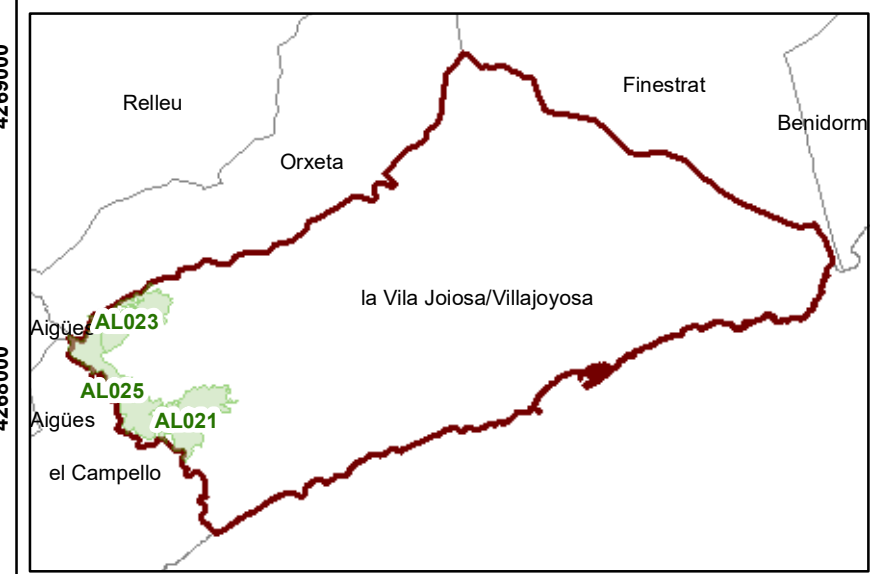 4269000
Finestrat
Relleu
Benidorm
Orxeta
la Vila Joiosa/Villajoyosa
AL023
Aigües
4268000
AL025
Aigües
AL021
el Campello